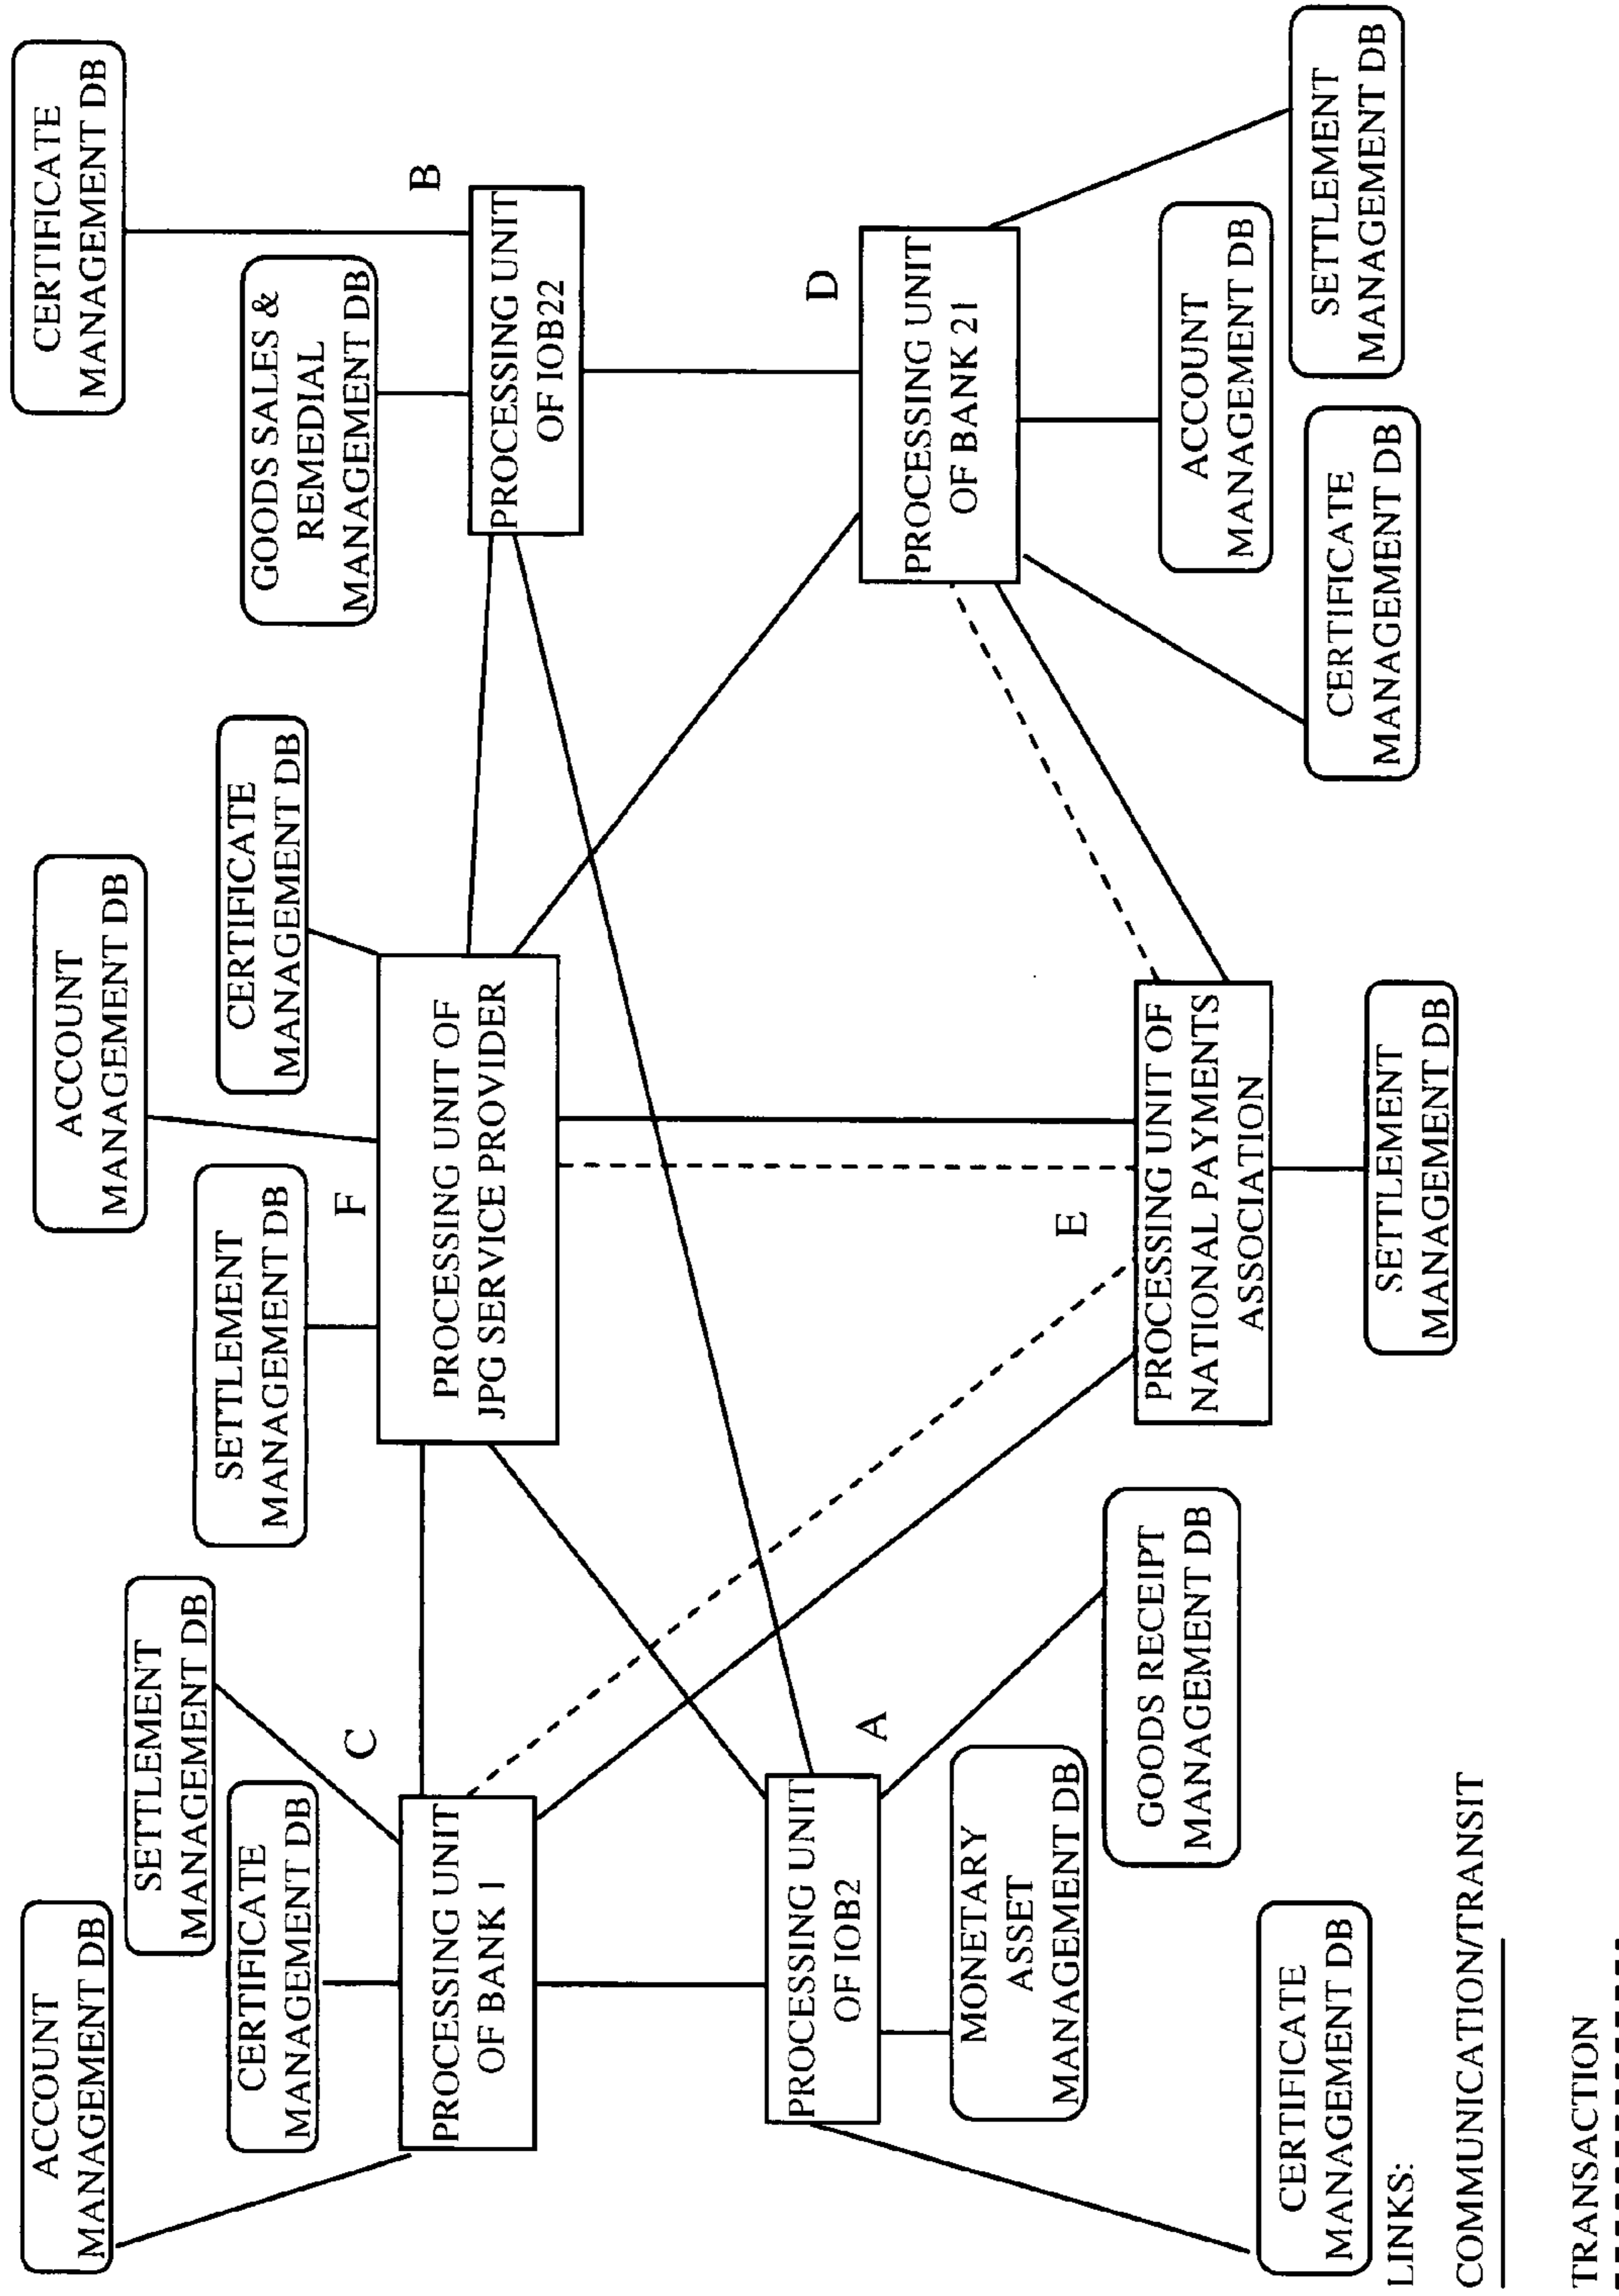 ACCOUNT
MANAGEMENT DB
SETTLEMENT
MANAGEMENT DB
CERTIFICATE
MANAGEMENT DB
C
PROCESSING UNIT
OF BANK 1
SETTLEMENT
MANAGEMENT DB
ACCOUNT
MANAGEMENT DB
CERTIFICATE
MANAGEMENT DB
F
PROCESSING UNIT OF
JPG SERVICE PROVIDER
CERTIFICATE
MANAGEMENT DB
GOODS SALES &
REMEDIAL
MANAGEMENT DB
B
PROCESSING UNIT
OF IOB22
PROCESSING UNIT
OF IOB2
A
MONETARY
ASSET
MANAGEMENT DB
GOODS RECEIPT
MANAGEMENT DB
CERTIFICATE
MANAGEMENT DB
E
PROCESSING UNIT OF
NATIONAL PAYMENTS
ASSOCIATION
SETTLEMENT
MANAGEMENT DB
D
PROCESSING UNIT
OF BANK 21
ACCOUNT
MANAGEMENT DB
CERTIFICATE
MANAGEMENT DB
SETTLEMENT
MANAGEMENT DB
LINKS:
COMMUNICATION/TRANSIT
TRANSACTION